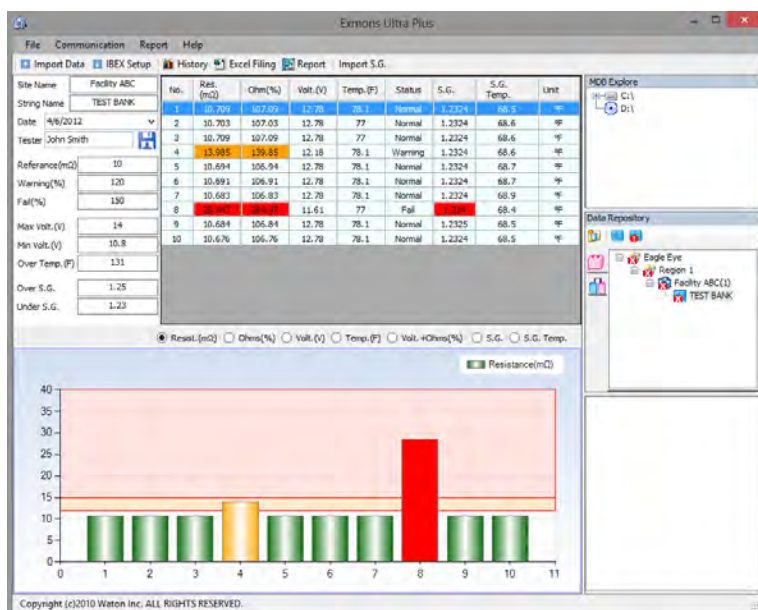 Exmons Ultra Plus
File Communication Report Help
Import Data IBEX Setup History Excel Filing Report Import S.G.
Site Name Facility ABC
String Name TEST BANK
Date 4/6/2012
Tester John Smith
Referance(mΩ) 10
Warning(%) 120
Fail(%) 150
Max Volt.(V) 14
Min Volt.(V) 10.8
Over Temp.(F) 131
Over S.G. 1.25
Under S.G. 1.23
No. Res.(mΩ) Ohm(%) Volt.(V) Temp.(F) Status S.G. S.G. Temp. Unit
1 10.709 107.09 12.78 78.1 Normal 1.2324 68.5 °F
2 10.703 107.03 12.78 77 Normal 1.2324 68.6 °F
3 10.709 107.09 12.78 77 Normal 1.2324 68.6 °F
4 13.985 139.85 12.18 78.1 Warning 1.2324 68.6 °F
5 10.694 106.94 12.78 78.1 Normal 1.2324 68.7 °F
6 10.691 106.91 12.78 78.1 Normal 1.2324 68.7 °F
7 10.683 106.83 12.78 78.1 Normal 1.2324 68.9 °F
8 11.61 77 Fail 68.4 °F
9 10.684 106.84 12.78 78.1 Normal 1.2325 68.5 °F
10 10.676 106.76 12.78 78.1 Normal 1.2324 68.5 °F
MDB Explore
C:\
D:\
Data Repository
Eagle Eye
Region 1
Facility ABC(1)
TEST BANK
Resist.(mΩ) Ohms(%) Volt.(V) Temp.(F) Volt.+Ohms(%) S.G. S.G. Temp.
Resistance(mΩ)
40
35
30
25
20
15
10
5
0
0 1 2 3 4 5 6 7 8 9 10 11
Copyright (c)2010 Waton Inc. ALL RIGHTS RESERVED.